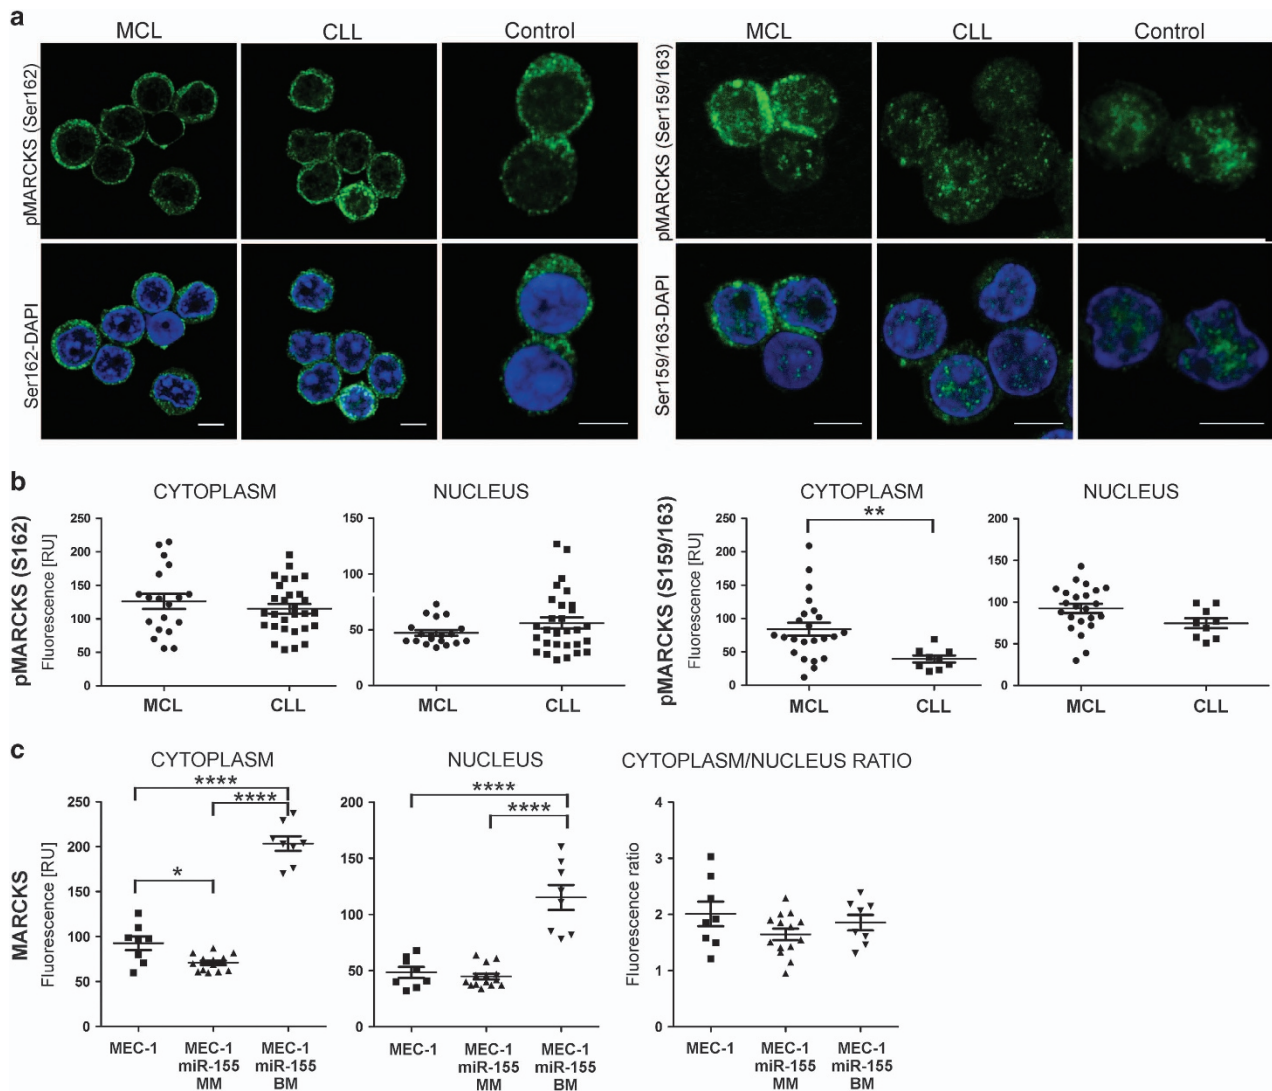 a
MCL CLL Control MCL CLL Control
pMARCKS (Ser162)
pMARCKS (Ser159/163)
Ser162-DAPI
Ser159/163-DAPI
b
CYTOPLASM NUCLEUS CYTOPLASM NUCLEUS
pMARCKS (S162)
Fluorescence [RU]
250
200
150
100
50
0
MCL CLL
150
100
50
0
MCL CLL
pMARCKS (S159/163)
Fluorescence [RU]
250
200
150
100
50
0
**
MCL CLL
200
150
100
50
0
MCL CLL
c
CYTOPLASM NUCLEUS CYTOPLASM/NUCLEUS RATIO
MARCKS
Fluorescence [RU]
250
200
150
100
50
0
****
****
*
MEC-1 MEC-1 MEC-1
miR-155 miR-155
MM BM
200
150
100
50
0
****
****
MEC-1 MEC-1 MEC-1
miR-155 miR-155
MM BM
Fluorescence ratio
4
3
2
1
0
MEC-1 MEC-1 MEC-1
miR-155 miR-155
MM BM